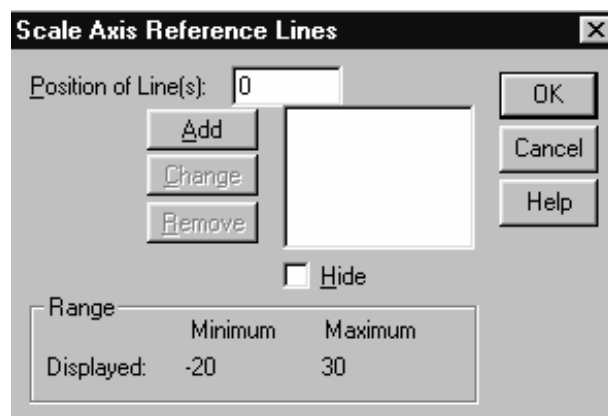 Scale Axis Reference Lines
Position of Line(s): 0
OK
Add
Cancel
Change
Help
Remove
Hide
Range
Minimum Maximum
Displayed: -20 30